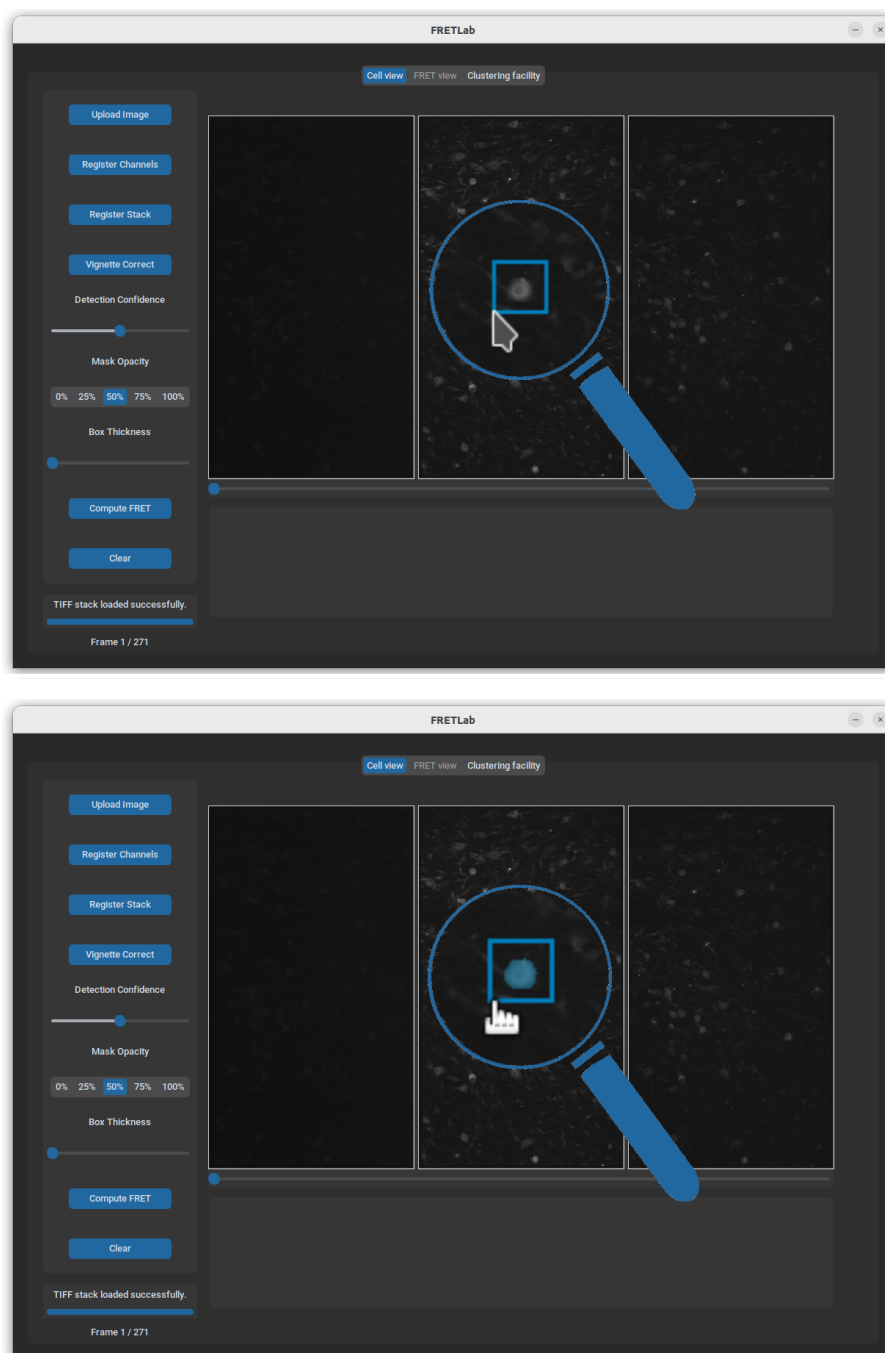 FRETLab
Cell view FRET view Clustering facility
Upload Image
Register Channels
Register Stack
Vignette Correct
Detection Confidence
Mask Opacity
0% 25% 50% 75% 100%
Box Thickness
Compute FRET
Clear
TIFF stack loaded successfully.
Frame 1 / 271
FRETLab
Cell view FRET view Clustering facility
Upload Image
Register Channels
Register Stack
Vignette Correct
Detection Confidence
Mask Opacity
0% 25% 50% 75% 100%
Box Thickness
Compute FRET
Clear
TIFF stack loaded successfully.
Frame 1 / 271